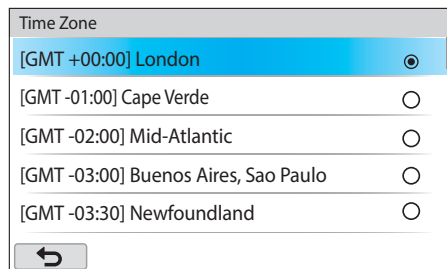 Time Zone
[GMT +00:00] London
[GMT -01:00] Cape Verde
[GMT -02:00] Mid-Atlantic
[GMT -03:00] Buenos Aires, Sao Paulo
[GMT -03:30] Newfoundland